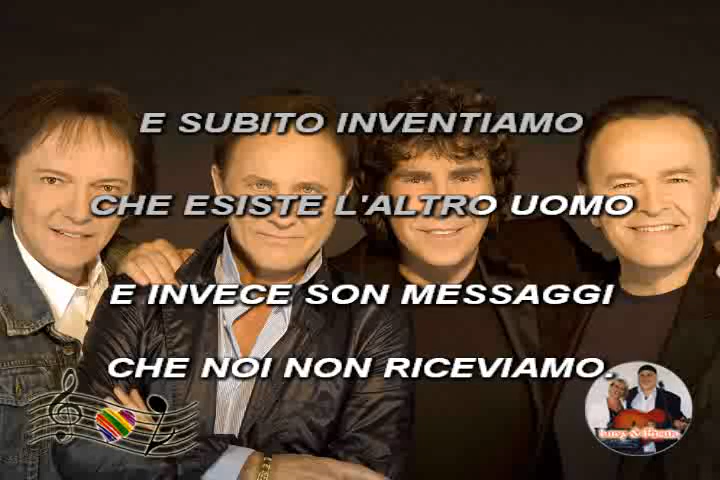 E SUBITO INVENTIAMO
CHE ESISTE L'ALTRO UOMO
E INVECE SON MESSAGGI
CHE NOI NON RICEVIAMO.